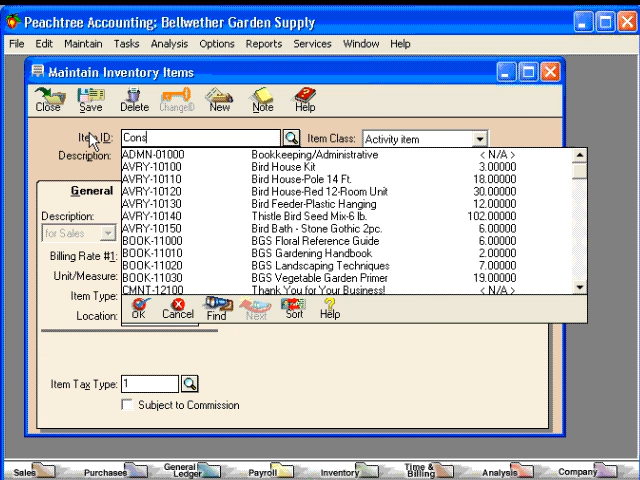 Peachtree Accounting: Bellwether Garden Supply
File Edit Maintain Tasks Analysis Options Reports Services Window Help
Maintain Inventory Items
Close Save Delete ChangeID New Note Help
Item ID: Cons Item Class: Activity item
Description:
ADMN-01000 Bookkeeping/Administrative < N/A >
AVRY-10100 Bird House Kit 3.00000
AVRY-10110 Bird House-Pole 14 Ft. 18.00000
AVRY-10120 Bird House-Red 12-Room Unit 30.00000
AVRY-10130 Bird Feeder-Plastic Hanging 12.00000
AVRY-10140 Thistle Bird Seed Mix-6 lb. 102.00000
AVRY-10150 Bird Bath - Stone Gothic 2pc. 6.00000
BOOK-11000 BGS Floral Reference Guide 6.00000
BOOK-11010 BGS Gardening Handbook 2.00000
BOOK-11020 BGS Landscaping Techniques 7.00000
BOOK-11030 BGS Vegetable Garden Primer 19.00000
CMNT-12100 Thank You for Your Business! < N/A >
OK Cancel Find Next Sort Help
General
Description:
for Sales
Billing Rate #1:
Unit/Measure:
Item Type:
Location:
Item Tax Type: 1
Subject to Commission
Sales Purchases General Ledger Payroll Inventory Time & Billing Analysis Company